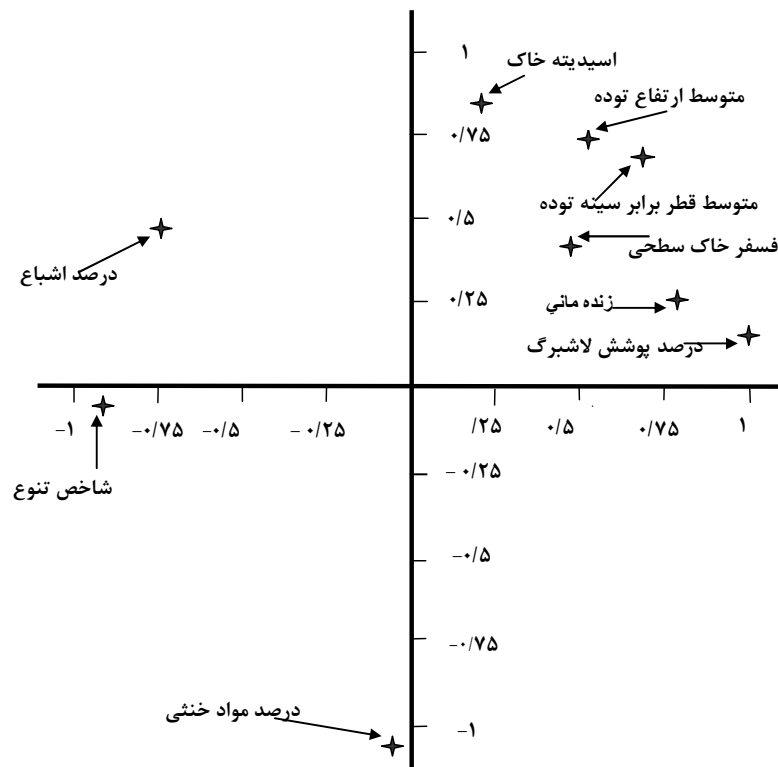 ۱
اسیدیته خاک
متوسط ارتفاع توده
۰/۷۵
متوسط قطر برابر سینه توده
۰/۵
فسفر خاک سطحی
درصد اشباع
۰/۲۵
زنده ماني
درصد پوشش لاشبرگ
−۱ −۰/۷۵ −۰/۵ −۰/۲۵ /۲۵ ۰/۵ ۰/۷۵ ۱
−۰/۲۵
شاخص تنوع
−۰/۵
−۰/۷۵
درصد مواد خنثی
−۱